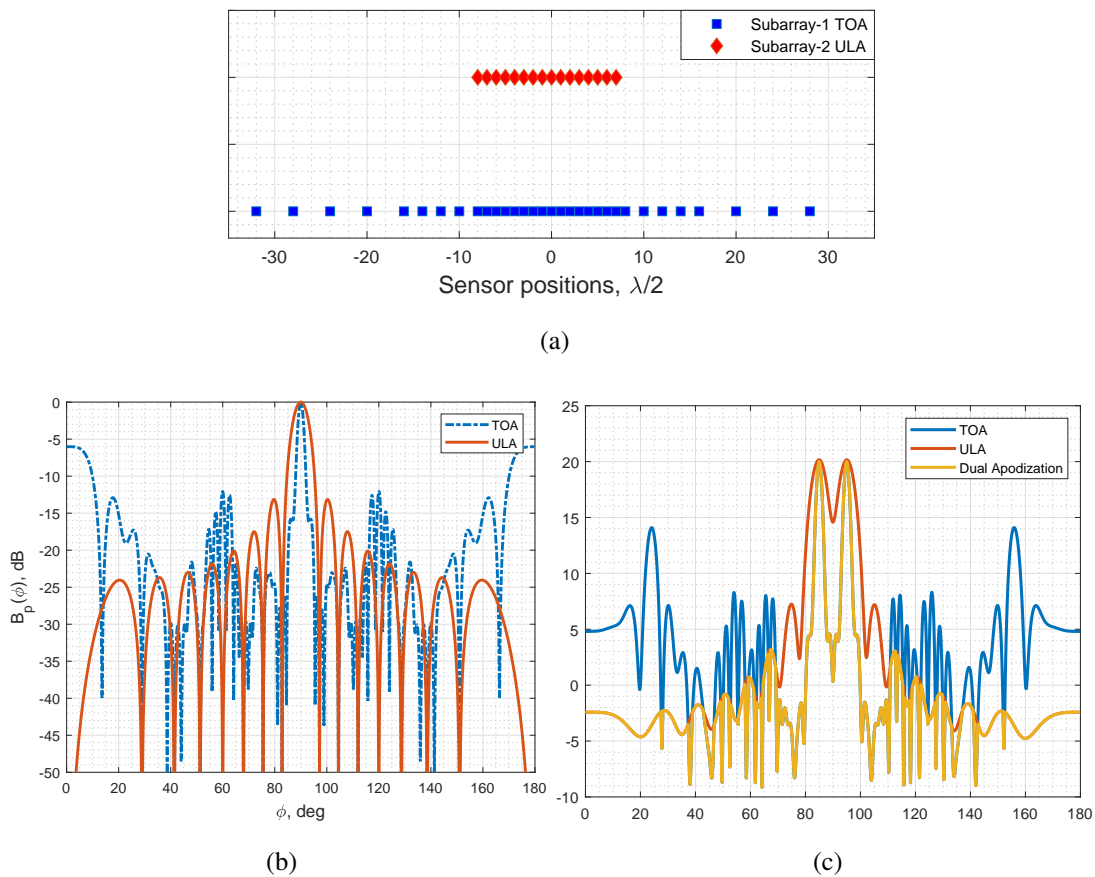 Subarray-1 TOA
Subarray-2 ULA
-30 -20 -10 0 10 20 30
Sensor positions, λ/2
(a)
0
-5
-10
-15
-20
-25
-30
-35
-40
-45
-50
B_p(ϕ), dB
TOA
ULA
0 20 40 60 80 100 120 140 160 180
ϕ, deg
(b)
25
20
15
10
5
0
-5
-10
TOA
ULA
Dual Apodization
0 20 40 60 80 100 120 140 160 180
(c)